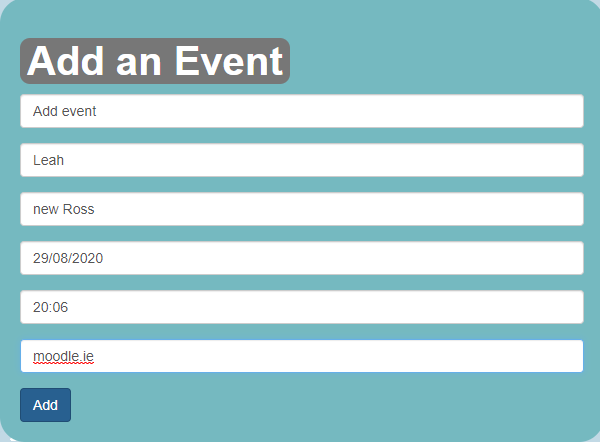 Add an Event
Add event
Leah
new Ross
29/08/2020
20:06
moodle.ie
Add